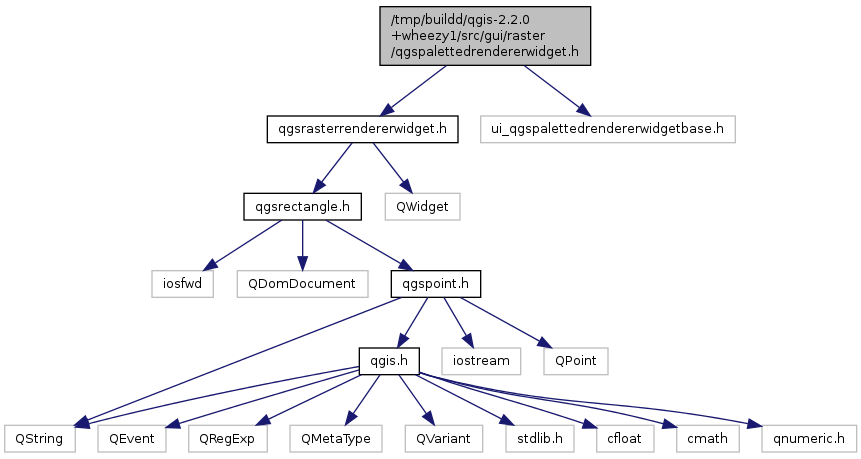 /tmp/buildd/qgis-2.2.0
+wheezy1/src/gui/raster
/qgspalettedrendererwidget.h
qgsrasterrendererwidget.h
ui_qgspalettedrendererwidgetbase.h
qgsrectangle.h
QWidget
iosfwd
QDomDocument
qgspoint.h
qgis.h
iostream
QPoint
QString
QEvent
QRegExp
QMetaType
QVariant
stdlib.h
cfloat
cmath
qnumeric.h